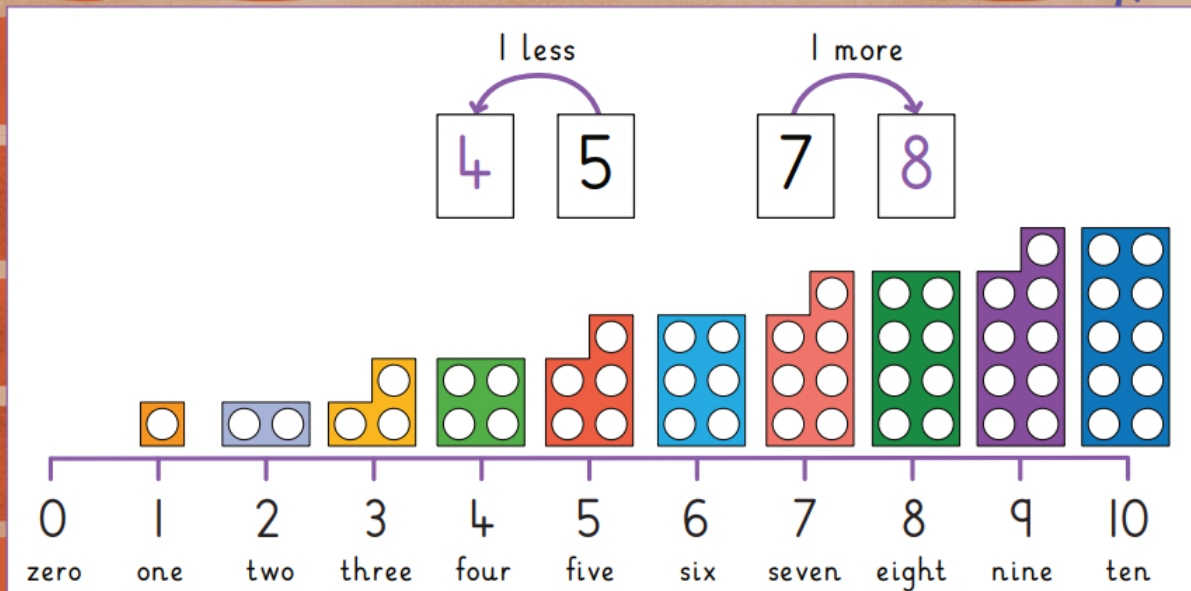 1 less 1 more
4 5 7 8
0 1 2 3 4 5 6 7 8 9 10
zero one two three four five six seven eight nine ten